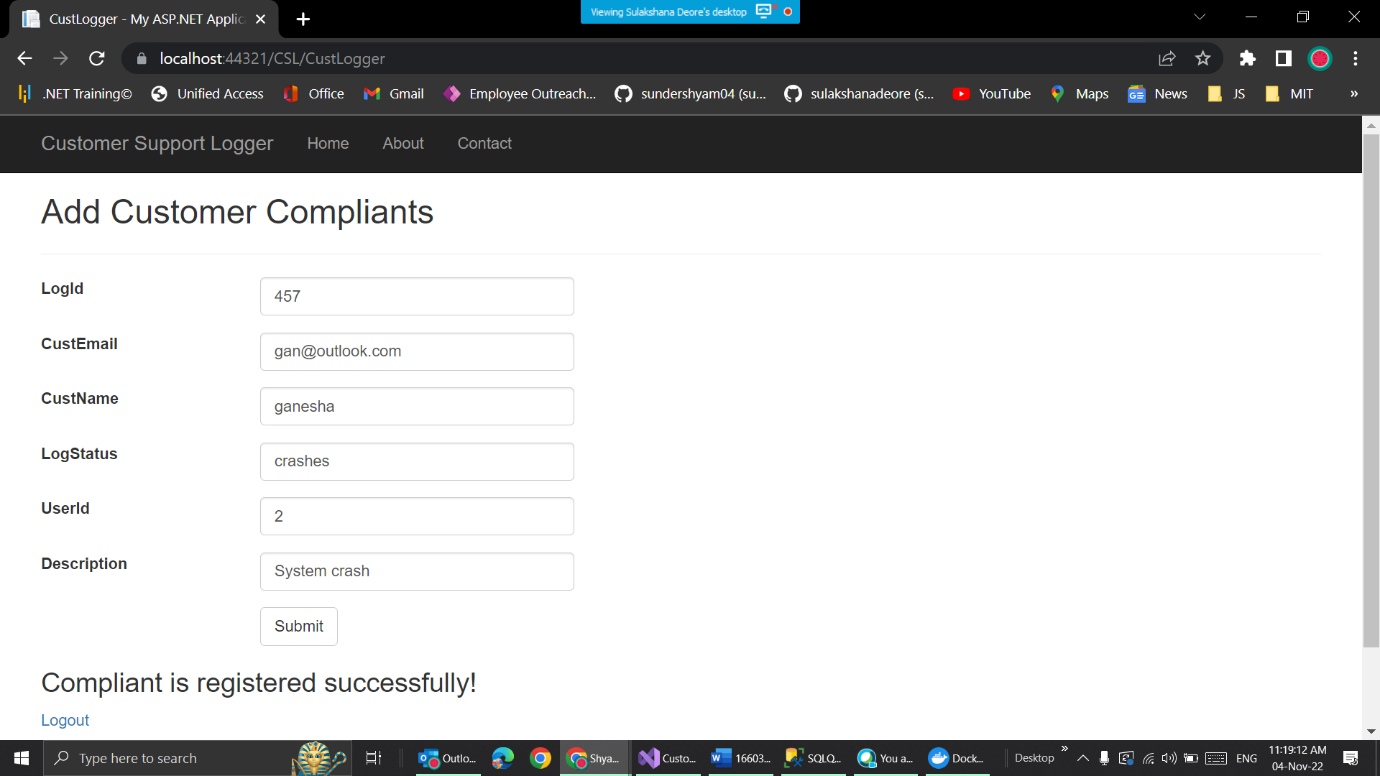 CustLogger - My ASP.NET Applic
Viewing Sulakshana Deore's desktop
localhost:44321/CSL/CustLogger
.NET Training© Unified Access Office Gmail Employee Outreach... sundersyam04 (su... sulakshanadeore (s... YouTube Maps News JS MIT »
Customer Support Logger Home About Contact
Add Customer Compliants
LogId 457
CustEmail gan@outlook.com
CustName ganesha
LogStatus crashes
UserId 2
Description System crash
Submit
Compliant is registered successfully!
Logout
Type here to search Outlo... Shya... Custo... 16603... SQLQ... You a... Dock... Desktop » ENG 11:19:12 AM
04-Nov-22